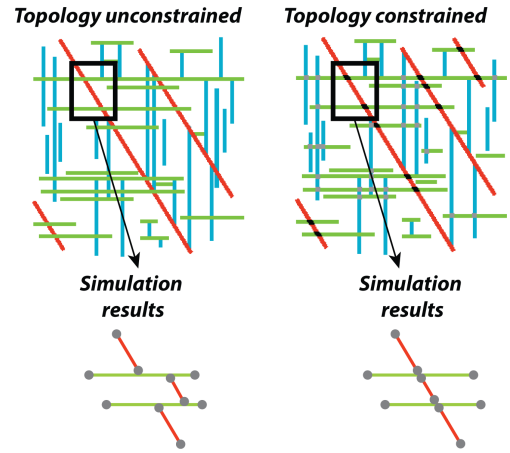 Topology unconstrained
Topology constrained
Simulation
results
Simulation
results